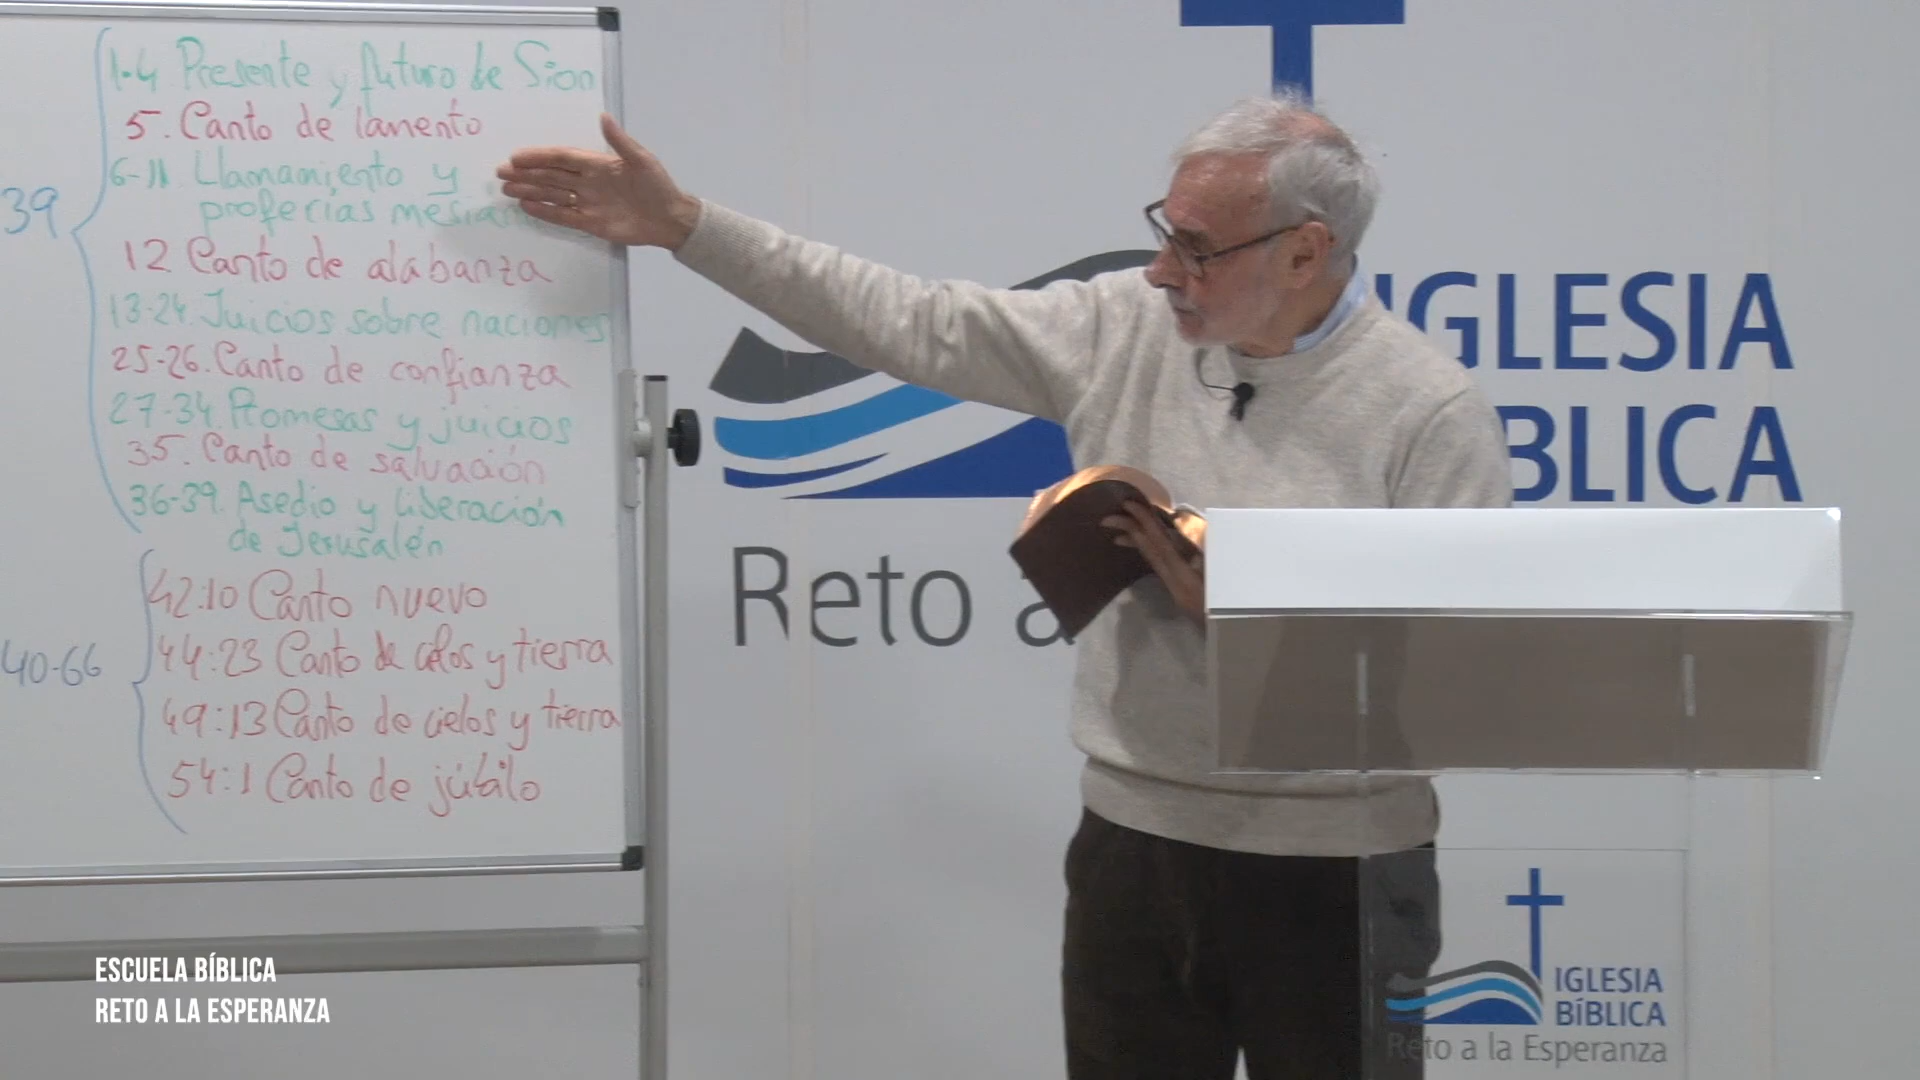 1-4 Presente y futuro de Sion
5. Canto de lamento
6-11 Llamamiento y
profecías
39
12 Canto de alabanza
13-24. Juicios sobre naciones
25-26. Canto de confianza
27-34 Promesas y juicios
35. Canto de salvación
36-39. Asedio y liberación
de Jerusalén
42:10 Canto nuevo
40-66
44:23 Canto de cielos y tierra
49:13 Canto de cielos y tierra
54:1 Canto de júbilo
IGLESIA
BÍBLICA
Reto a
ESCUELA BÍBLICA
RETO A LA ESPERANZA
IGLESIA
BÍBLICA
Reto a la Esperanza